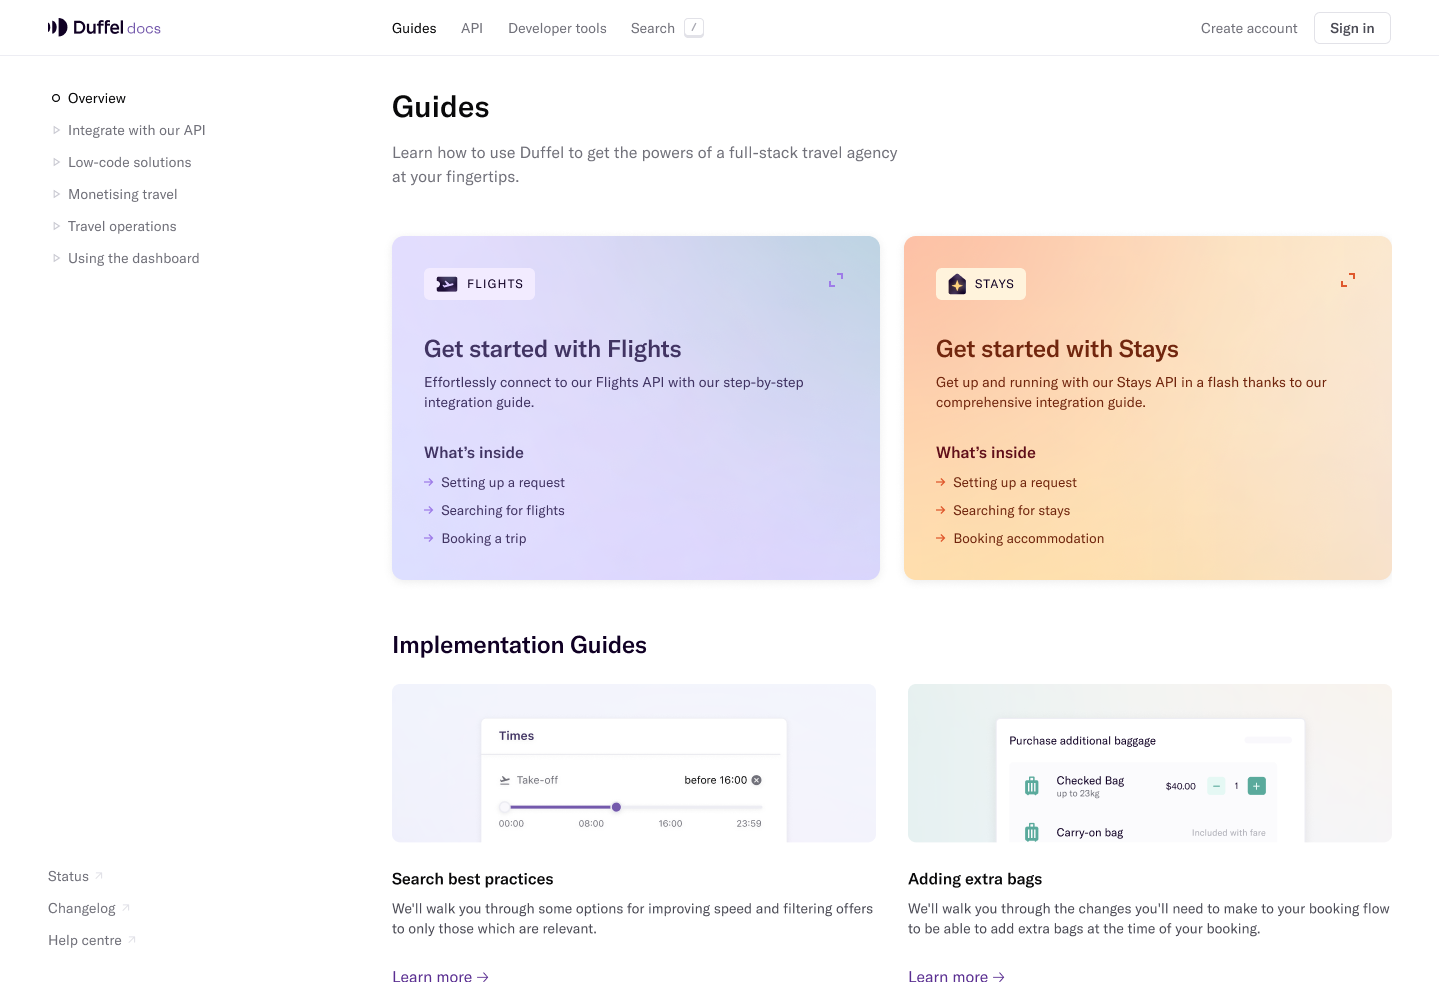 Duffel docs
Guides
API
Developer tools
Search /
Create account
Sign in
Overview
Integrate with our API
Low-code solutions
Monetising travel
Travel operations
Using the dashboard
Status
Changelog
Help centre
Guides
Learn how to use Duffel to get the powers of a full-stack travel agency
at your fingertips.
FLIGHTS
Get started with Flights
Effortlessly connect to our Flights API with our step-by-step
integration guide.
What’s inside
→ Setting up a request
→ Searching for flights
→ Booking a trip
STAYS
Get started with Stays
Get up and running with our Stays API in a flash thanks to our
comprehensive integration guide.
What’s inside
→ Setting up a request
→ Searching for stays
→ Booking accommodation
Implementation Guides
Times
Take-off before 16:00
00:00 08:00 16:00 23:59
Search best practices
We'll walk you through some options for improving speed and filtering offers
to only those which are relevant.
Learn more →
Purchase additional baggage
Checked Bag
up to 23kg
$40.00 − 1 +
Carry-on bag Included with fare
Adding extra bags
We'll walk you through the changes you'll need to make to your booking flow
to be able to add extra bags at the time of your booking.
Learn more →